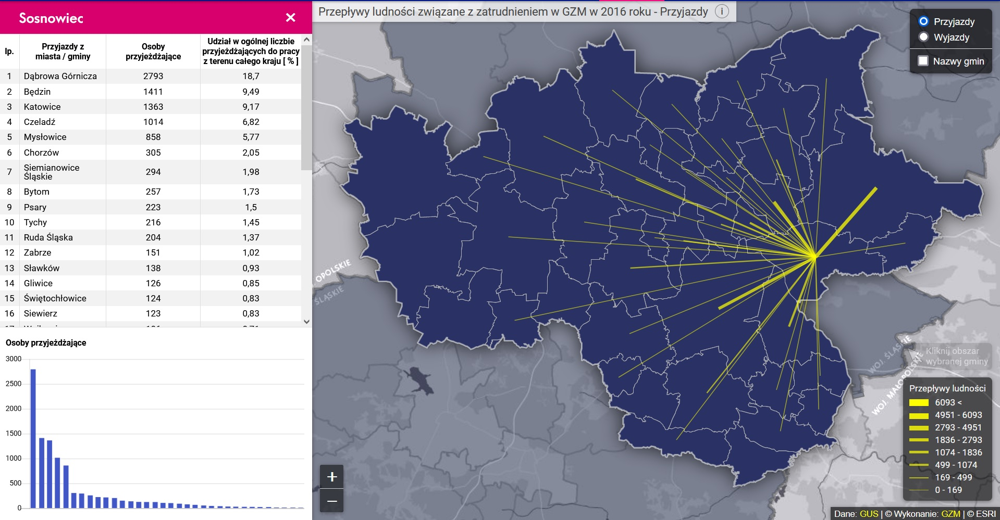 Sosnowiec
lp.
Przyjazdy z
miasta / gminy
Osoby
przyjeżdżające
Udział w ogólnej liczbie
przyjeżdżających do pracy
z terenu całego kraju [ % ]
1 Dąbrowa Górnicza 2793 18,7
2 Będzin 1411 9,49
3 Katowice 1363 9,17
4 Czeladź 1014 6,82
5 Mysłowice 858 5,77
6 Chorzów 305 2,05
7 Siemianowice
Śląskie 294 1,98
8 Bytom 257 1,73
9 Psary 223 1,5
10 Tychy 216 1,45
11 Ruda Śląska 204 1,37
12 Zabrze 151 1,02
13 Sławków 138 0,93
14 Gliwice 126 0,85
15 Świętochłowice 124 0,83
16 Siewierz 123 0,83
Osoby przyjeżdżające
3000
2500
2000
1500
1000
500
0
Przepływy ludności związane z zatrudnieniem w GZM w 2016 roku - Przyjazdy i
Przyjazdy
Wyjazdy
Nazwy gmin
OPOLSKIE
ŚLĄSKIE
WOJ. ŚLĄSKIE
WOJ. MAŁOPOLSKIE
Kliknij obszar
wybranej gminy
Przepływy ludności
6093 <
4951 - 6093
2793 - 4951
1836 - 2793
1074 - 1836
499 - 1074
169 - 499
0 - 169
+
−
Dane: GUS | © Wykonanie: GZM | © ESRI